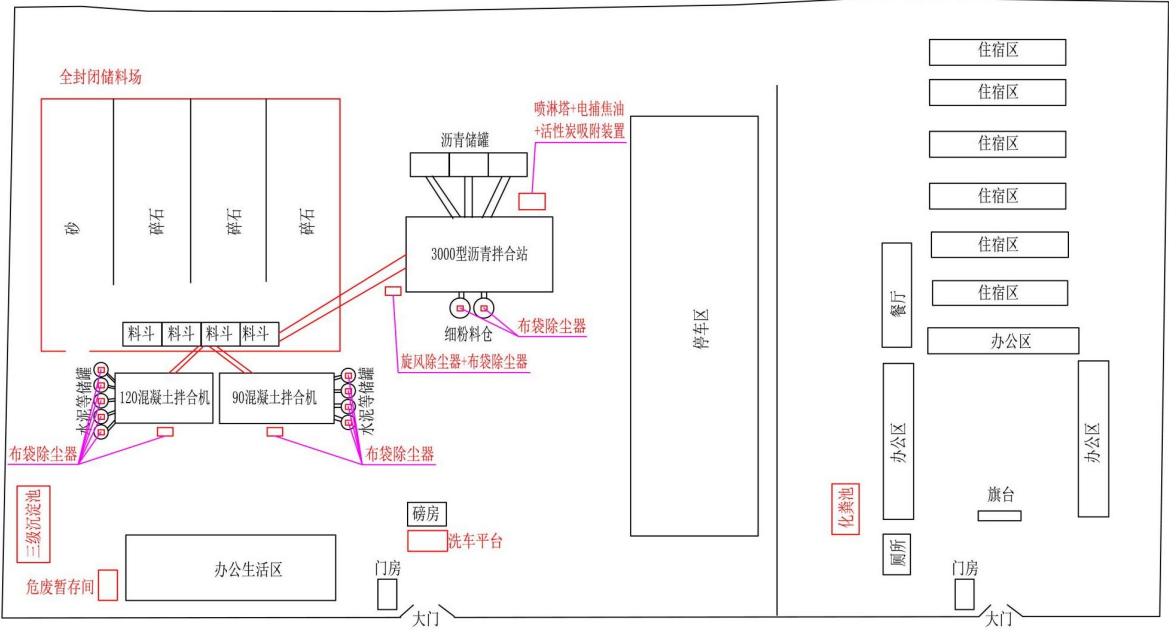 全封闭储料场
砂
碎石
碎石
碎石
料斗
料斗
料斗
料斗
沥青储罐
喷淋塔+电捕焦油
+活性炭吸附装置
3000型沥青拌合站
细粉料仓
布袋除尘器
旋风除尘器+布袋除尘器
水泥等储罐
120混凝土拌合机
90混凝土拌合机
水泥等储罐
布袋除尘器
布袋除尘器
三级沉淀池
危废暂存间
办公生活区
磅房
洗车平台
门房
大门
停车区
住宿区
住宿区
住宿区
住宿区
住宿区
住宿区
餐厅
办公区
办公区
办公区
旗台
化粪池
厕所
门房
大门